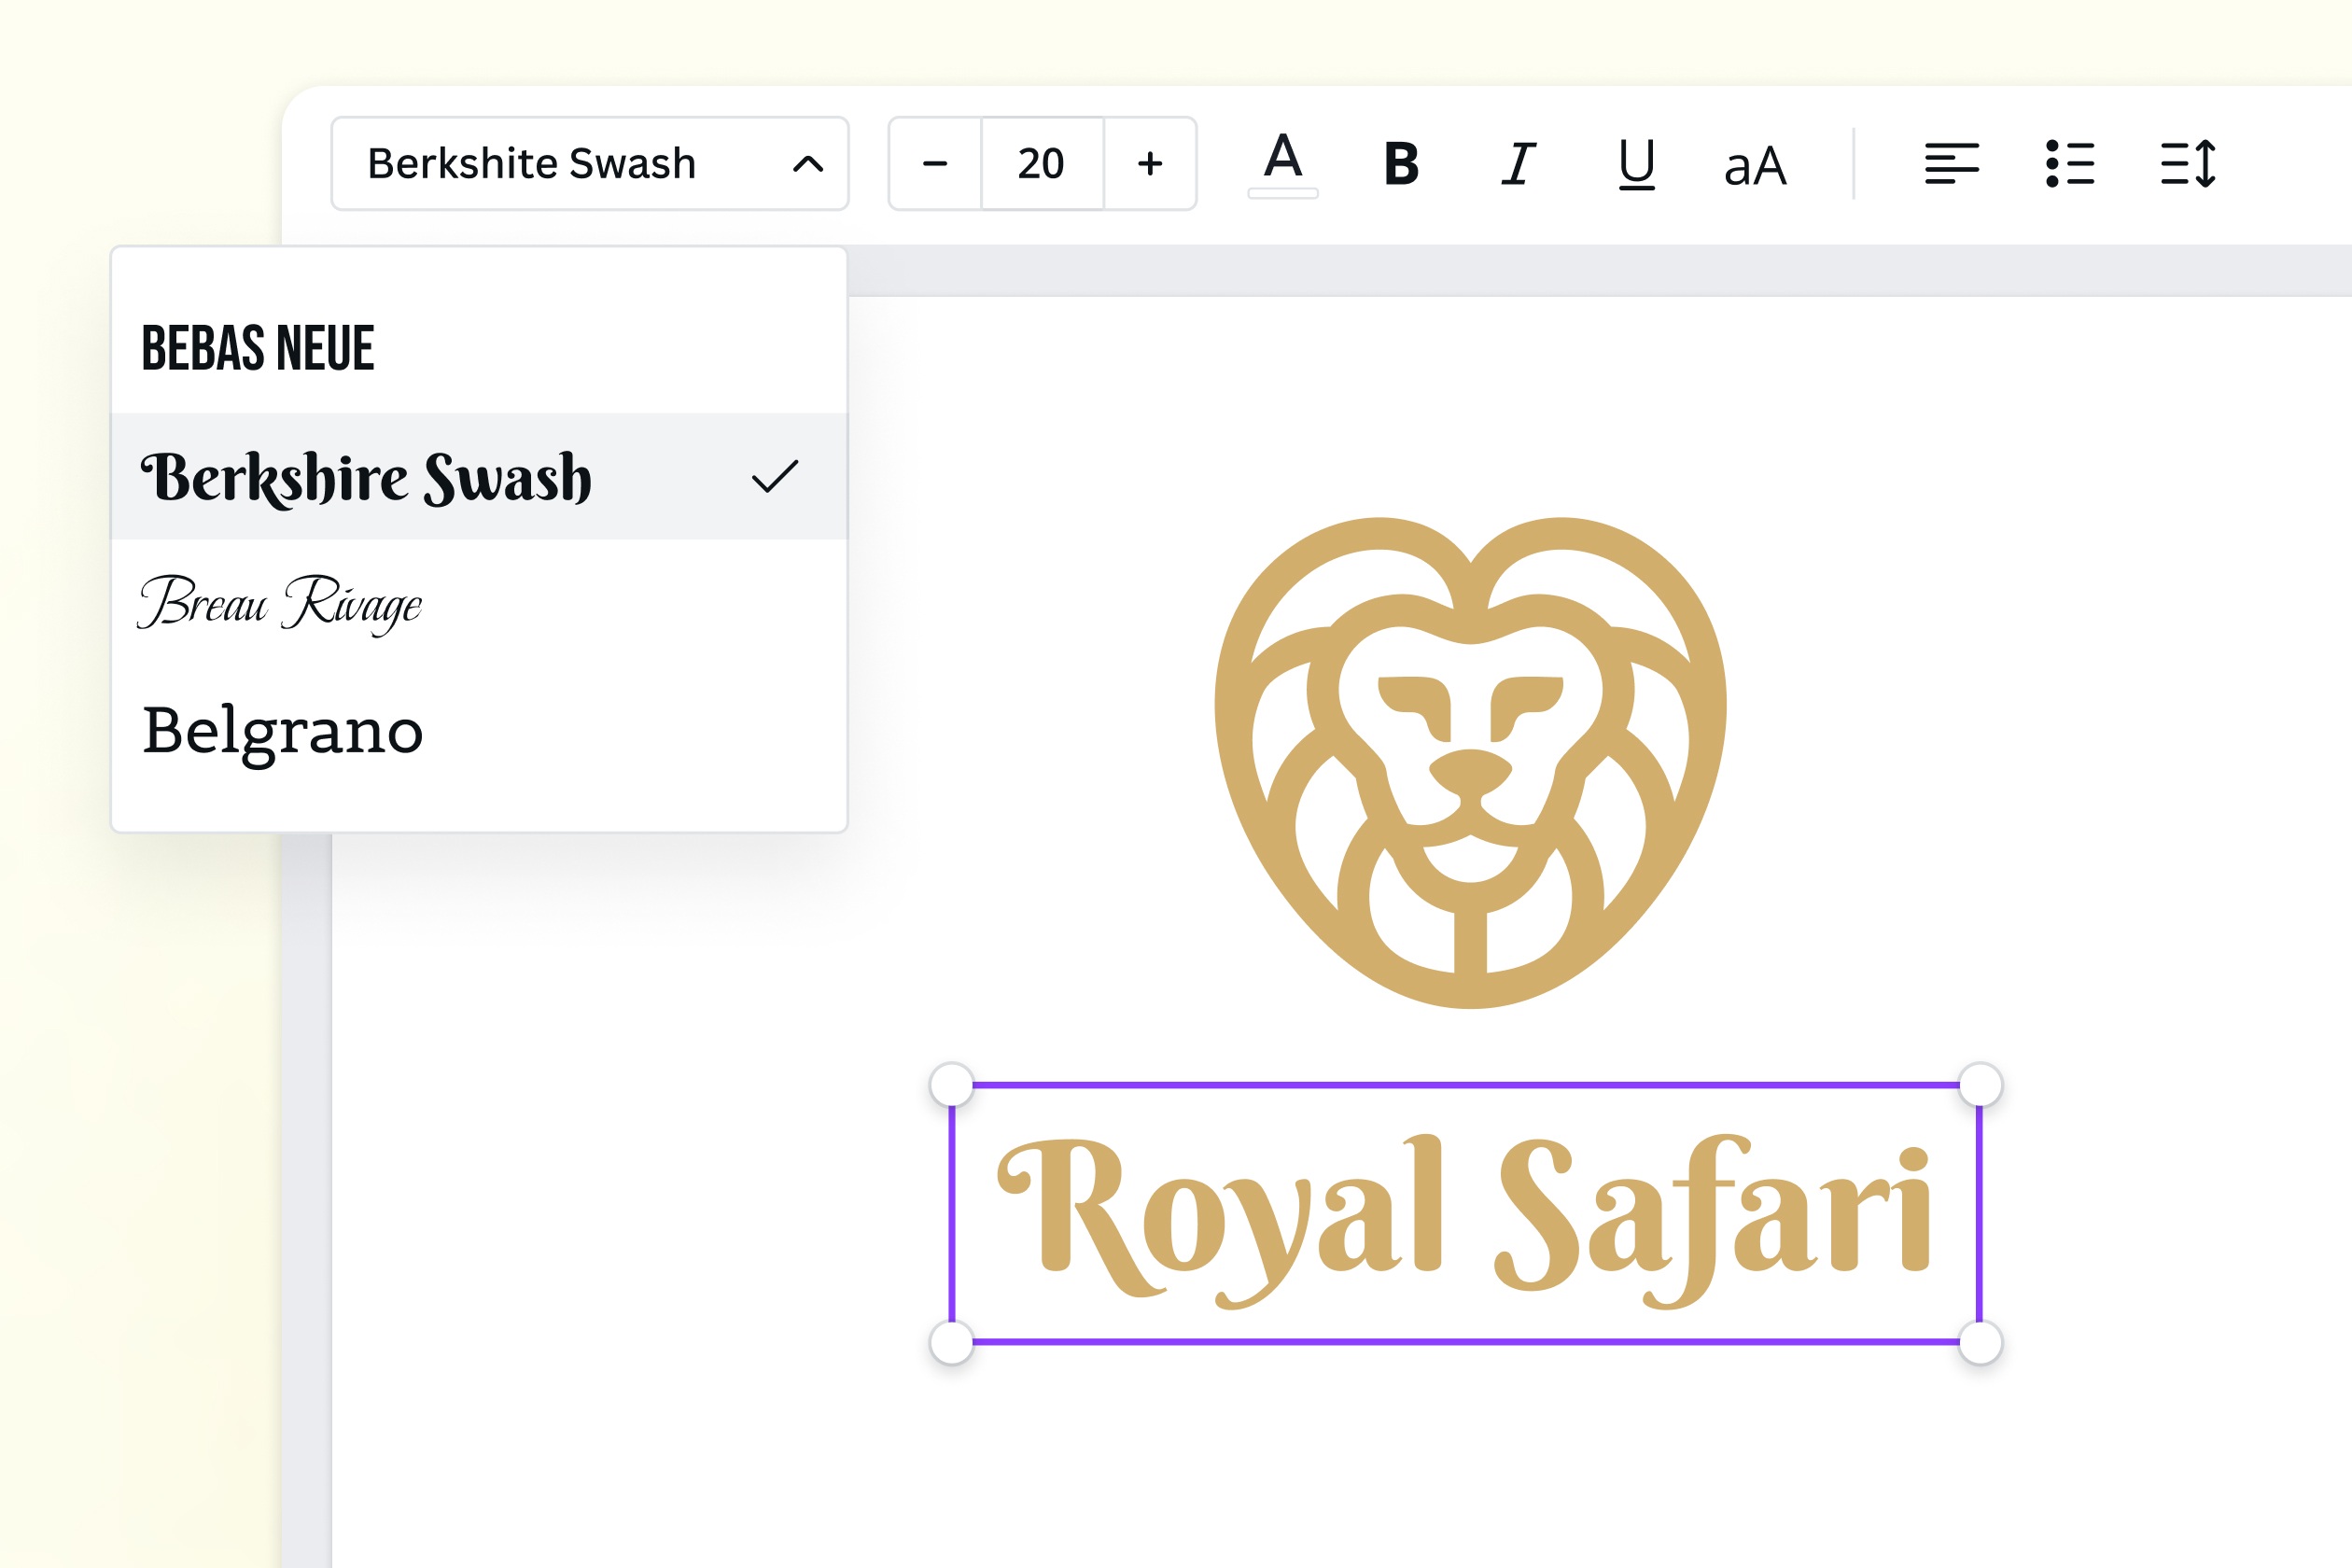 Berkshite Swash
20
A
B
I
U
aA
BEBAS NEUE
Berkshire Swash
Breau Rivage
Belgrano
Royal Safari